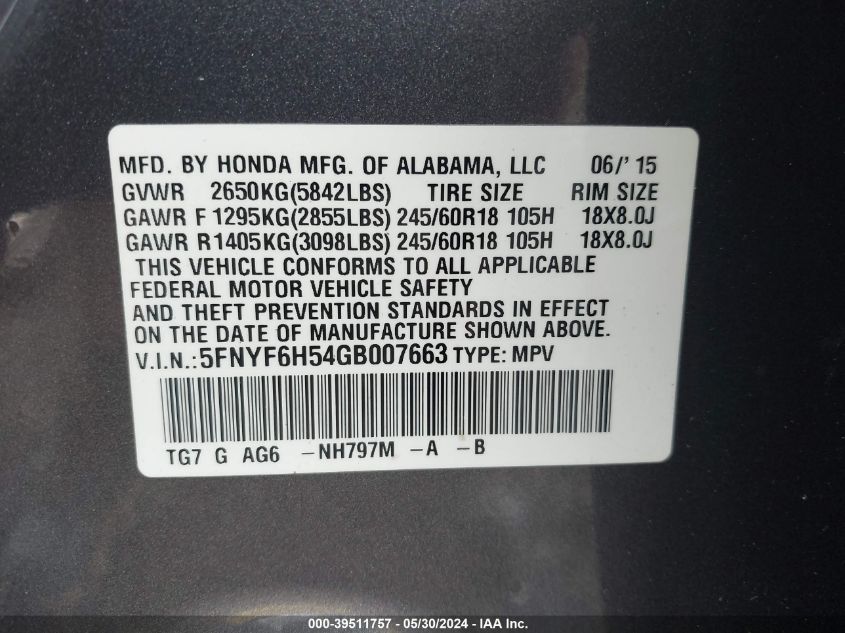 MFD. BY HONDA MFG. OF ALABAMA, LLC 06/'15
GVWR 2650KG(5842LBS) TIRE SIZE RIM SIZE
GAWR F 1295KG(2855LBS) 245/60R18 105H 18X8.0J
GAWR R 1405KG(3098LBS) 245/60R18 105H 18X8.0J
THIS VEHICLE CONFORMS TO ALL APPLICABLE
FEDERAL MOTOR VEHICLE SAFETY
AND THEFT PREVENTION STANDARDS IN EFFECT
ON THE DATE OF MANUFACTURE SHOWN ABOVE.
V.I.N.: 5FNYF6H54GB007663 TYPE: MPV
TG7 G AG6 -NH797M -A -B
000-39511757 - 05/30/2024 - IAA Inc.